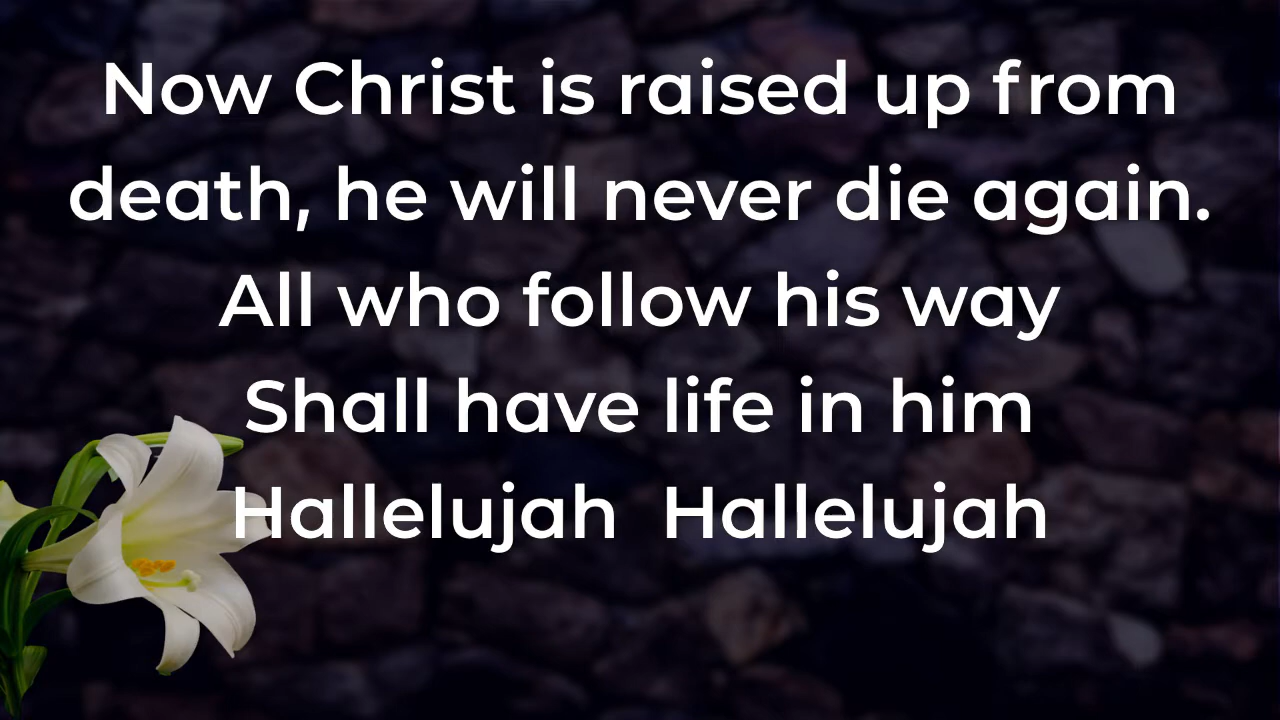 Now Christ is raised up from
death, he will never die again.
All who follow his way
Shall have life in him
Hallelujah  Hallelujah